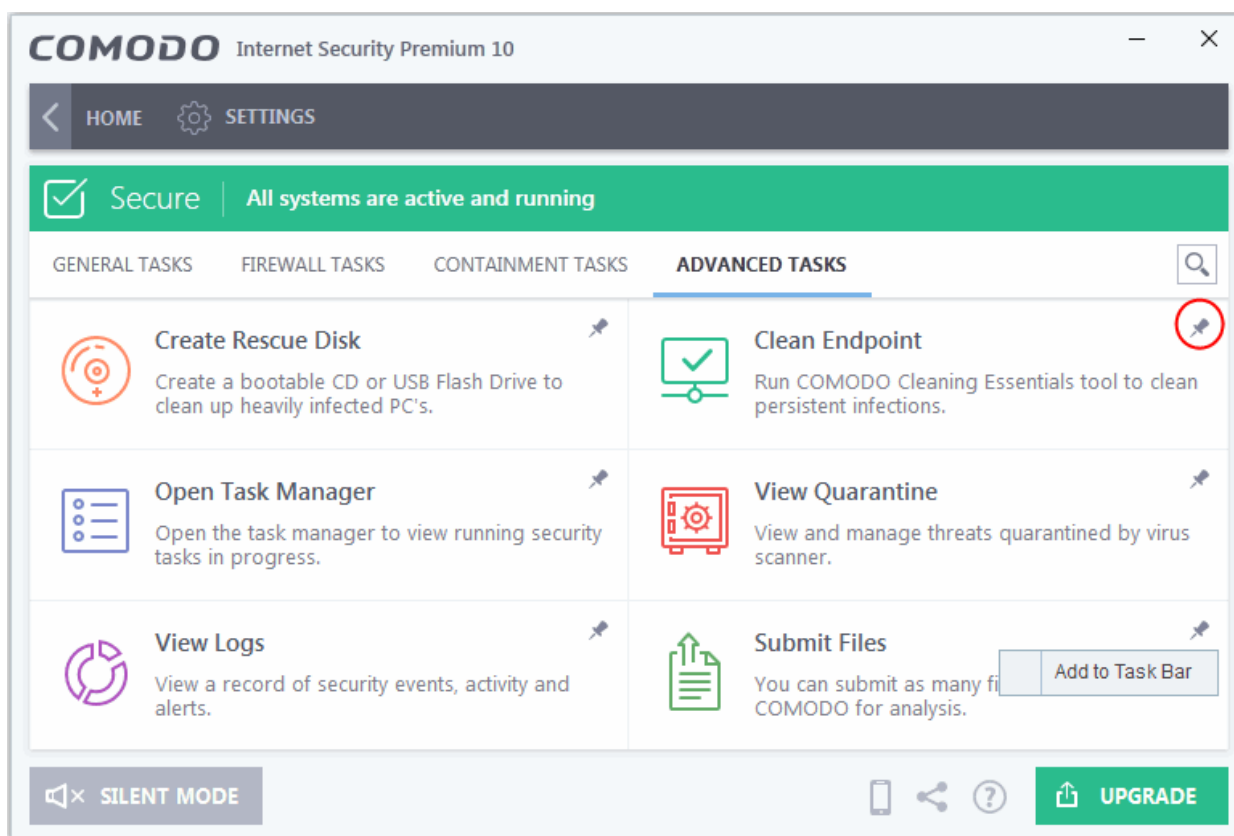 COMODO Internet Security Premium 10
HOME SETTINGS
Secure All systems are active and running
GENERAL TASKS FIREWALL TASKS CONTAINMENT TASKS ADVANCED TASKS
Create Rescue Disk
Create a bootable CD or USB Flash Drive to
clean up heavily infected PC's.
Clean Endpoint
Run COMODO Cleaning Essentials tool to clean
persistent infections.
Open Task Manager
Open the task manager to view running security
tasks in progress.
View Quarantine
View and manage threats quarantined by virus
scanner.
View Logs
View a record of security events, activity and
alerts.
Submit Files
You can submit as many
COMODO for analysis.
Add to Task Bar
SILENT MODE
UPGRADE